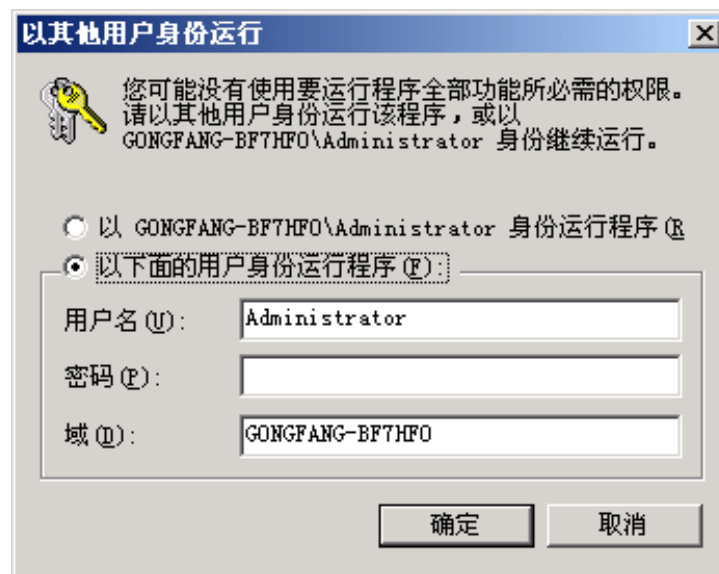 以其他用户身份运行
您可能没有使用要运行程序全部功能所必需的权限。
请以其他用户身份运行该程序，或以
GONGFANG-BF7HFO\Administrator 身份继续运行。
以 GONGFANG-BF7HFO\Administrator 身份运行程序(R
以下面的用户身份运行程序(F):
用户名(U): Administrator
密码(P):
域(D): GONGFANG-BF7HFO
确定 取消